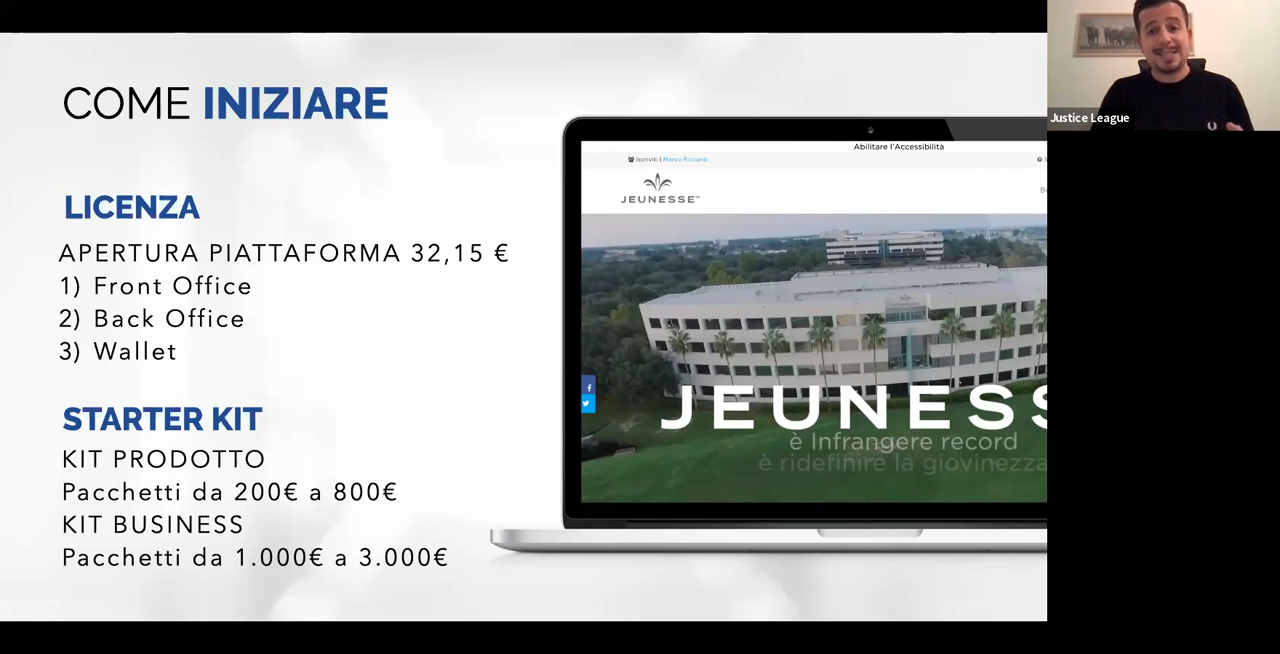 COME INIZIARE
LICENZA
APERTURA PIATTAFORMA 32,15 €
1) Front Office
2) Back Office
3) Wallet
STARTER KIT
KIT PRODOTTO
Pacchetti da 200€ a 800€
KIT BUSINESS
Pacchetti da 1.000€ a 3.000€
Abilitare l'Accessibilità
Iscriviti | Marco Riccardi
JEUNESSE
JEUNESS
è Infrangere record
è ridefinire la giovinezza
Justice League